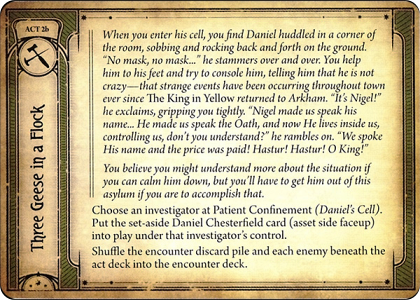 ACT 2b
Three Geese in a Flock
When you enter his cell, you find Daniel huddled in a corner
of the room, sobbing and rocking back and forth on the ground.
"No mask, no mask..." he stammers over and over. You help
him to his feet and try to console him, telling him that he is not
crazy—that strange events have been occurring throughout town
ever since The King in Yellow returned to Arkham. "It's Nigel!"
he exclaims, gripping you tightly. "Nigel made us speak his
name... He made us speak the Oath, and now He lives inside us,
controlling us, don't you understand?" he rambles on. "We spoke
His name and the price was paid! Hastur! Hastur! O King!"
You believe you might understand more about the situation if
you can calm him down, but you'll have to get him out of this
asylum if you are to accomplish that.
Choose an investigator at Patient Confinement (Daniel's Cell).
Put the set-aside Daniel Chesterfield card (asset side faceup)
into play under that investigator's control.
Shuffle the encounter discard pile and each enemy beneath the
act deck into the encounter deck.